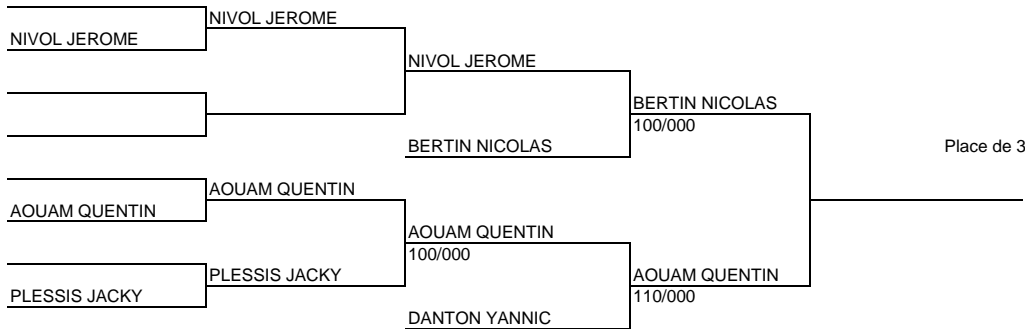 NIVOL JEROME
NIVOL JEROME
NIVOL JEROME
BERTIN NICOLAS
100/000
BERTIN NICOLAS
Place de 3
AOUAM QUENTIN
AOUAM QUENTIN
AOUAM QUENTIN
100/000
PLESSIS JACKY
AOUAM QUENTIN
110/000
PLESSIS JACKY
DANTON YANNIC